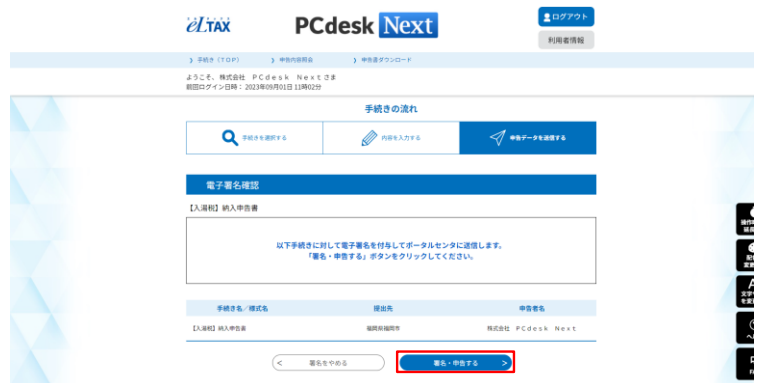 eLTAX
PCdesk Next
ログアウト
利用者情報
手続き（TOP） 申告内容照会 申告書ダウンロード
ようこそ、株式会社 PCdesk Nextさま
前回ログイン日時：2023年09月01日 11時02分
手続きの流れ
手続きを選択する
内容を入力する
申告データを送信する
電子署名確認
【入湯税】納入申告書
以下手続きに対して電子署名を付与してポータルセンタに送信します。
「署名・申告する」ボタンをクリックしてください。
手続き名／様式名 提出先 申告者名
【入湯税】納入申告書 福岡県福岡市 株式会社 PCdesk Next
< 署名をやめる
署名・申告する >